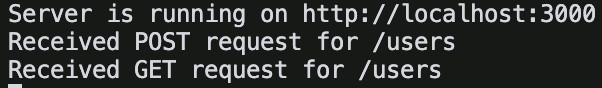 Server is running on http://localhost:3000
Received POST request for /users
Received GET request for /users